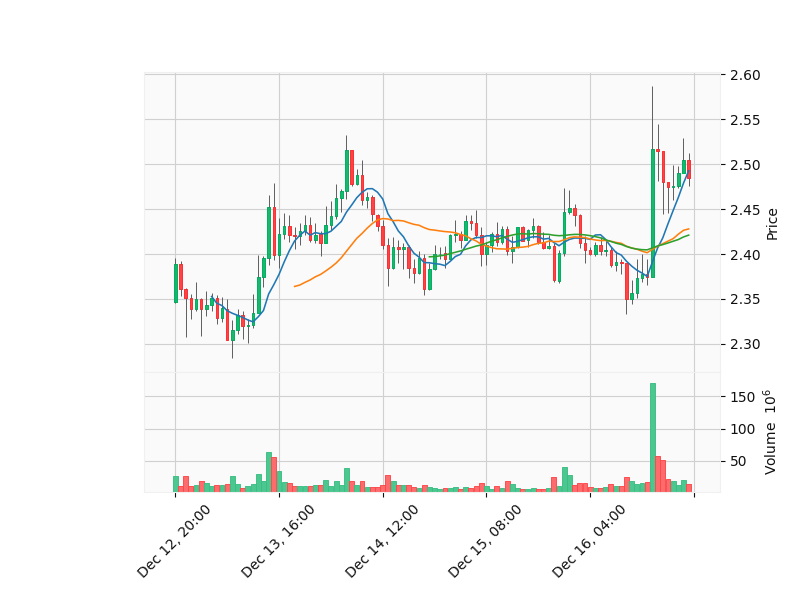 2.60
2.55
2.50
2.45
2.40
2.35
2.30
Price
150
100
50
Volume 10^6
Dec 12, 20:00
Dec 13, 16:00
Dec 14, 12:00
Dec 15, 08:00
Dec 16, 04:00